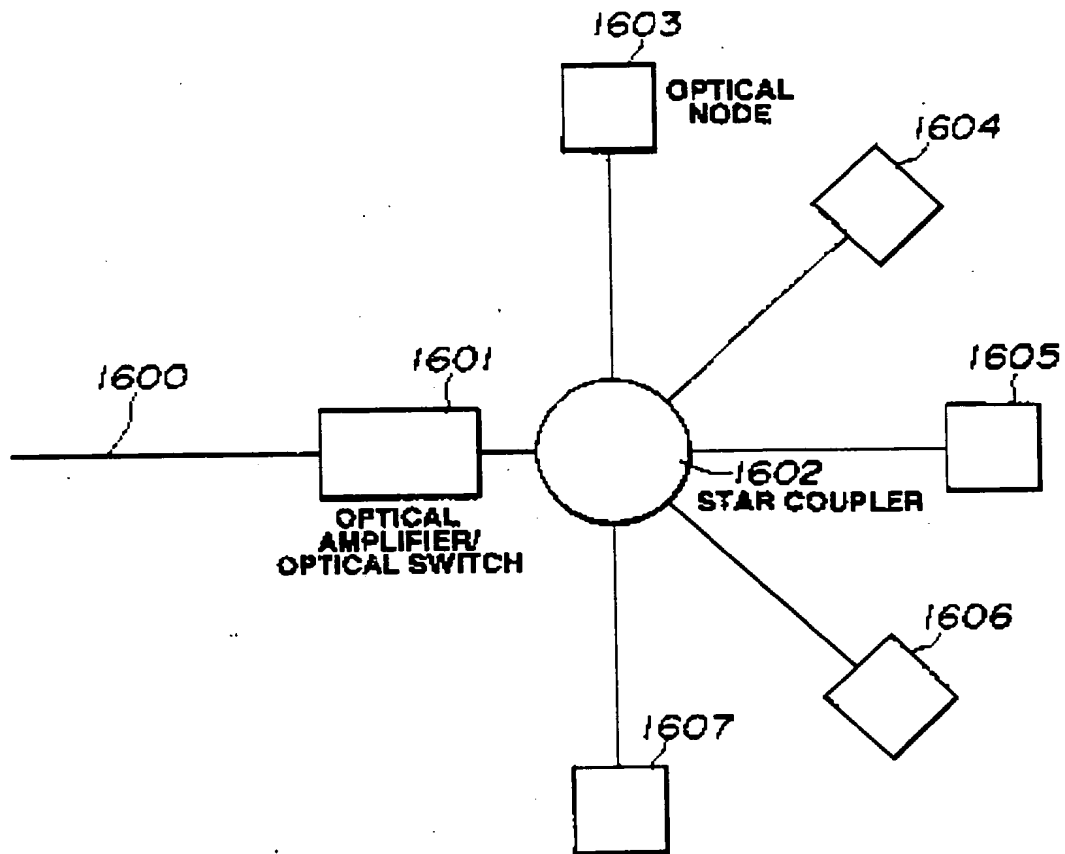 1603
OPTICAL
NODE
1604
1605
1600
1601
1602
STAR COUPLER
OPTICAL
AMPLIFIER/
OPTICAL SWITCH
1606
1607